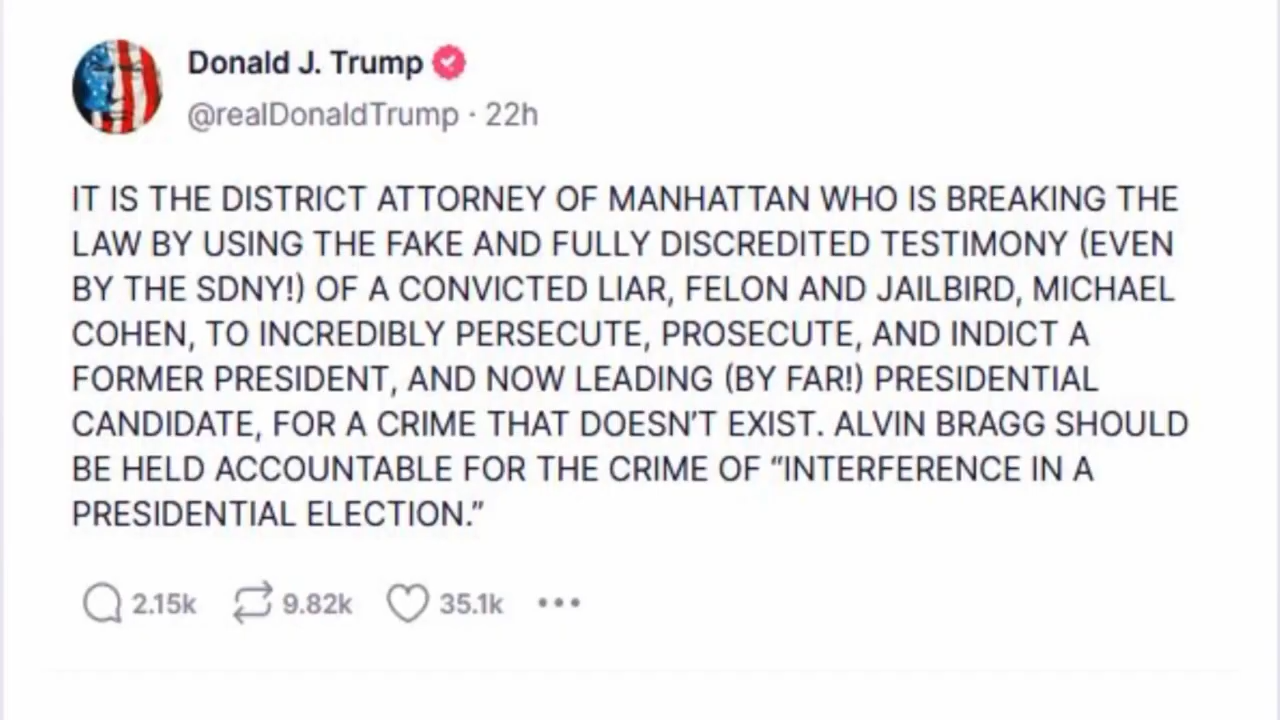 Donald J. Trump
@realDonaldTrump · 22h
IT IS THE DISTRICT ATTORNEY OF MANHATTAN WHO IS BREAKING THE
LAW BY USING THE FAKE AND FULLY DISCREDITED TESTIMONY (EVEN
BY THE SDNY!) OF A CONVICTED LIAR, FELON AND JAILBIRD, MICHAEL
COHEN, TO INCREDIBLY PERSECUTE, PROSECUTE, AND INDICT A
FORMER PRESIDENT, AND NOW LEADING (BY FAR!) PRESIDENTIAL
CANDIDATE, FOR A CRIME THAT DOESN’T EXIST. ALVIN BRAGG SHOULD
BE HELD ACCOUNTABLE FOR THE CRIME OF “INTERFERENCE IN A
PRESIDENTIAL ELECTION.”
2.15k 9.82k 35.1k